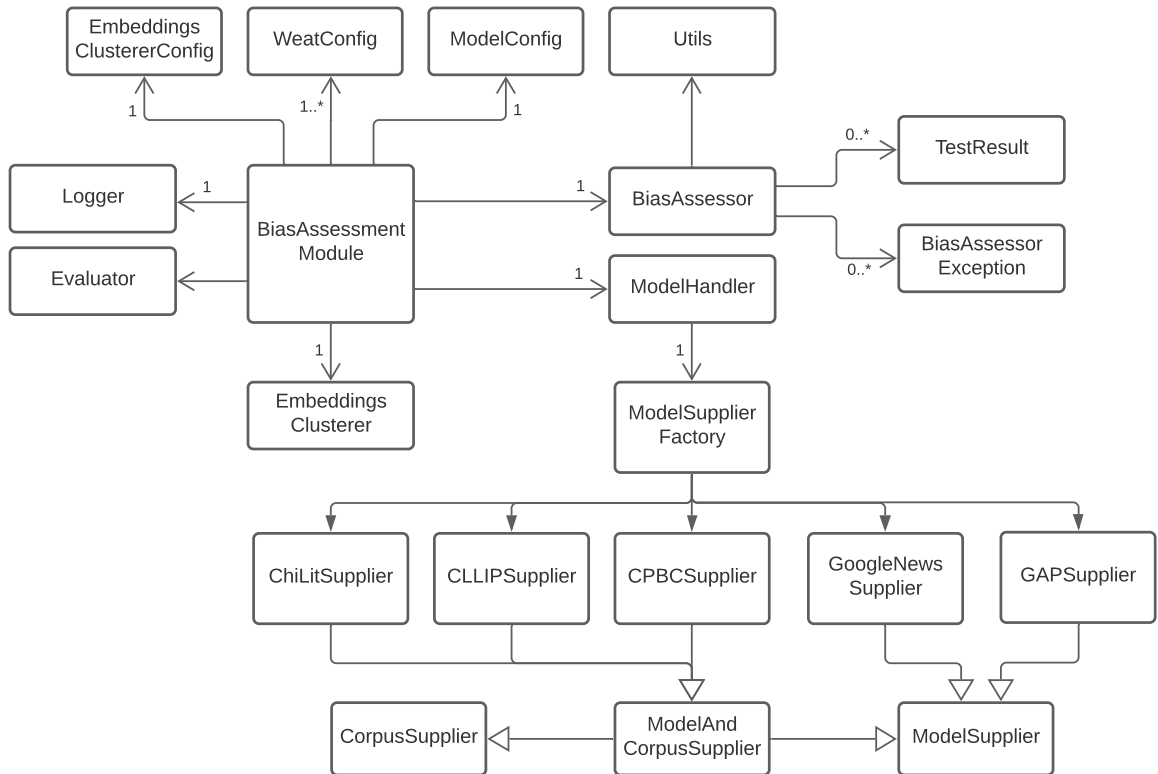 Embeddings
ClustererConfig
WeatConfig
ModelConfig
Utils
1
1..*
1
0..*
TestResult
Logger
1
BiasAssessment
Module
1
BiasAssessor
BiasAssessor
Exception
0..*
Evaluator
1
ModelHandler
1
1
Embeddings
Clusterer
ModelSupplier
Factory
ChiLitSupplier
CLLIPSupplier
CPBCSupplier
GoogleNews
Supplier
GAPSupplier
CorpusSupplier
ModelAnd
CorpusSupplier
ModelSupplier